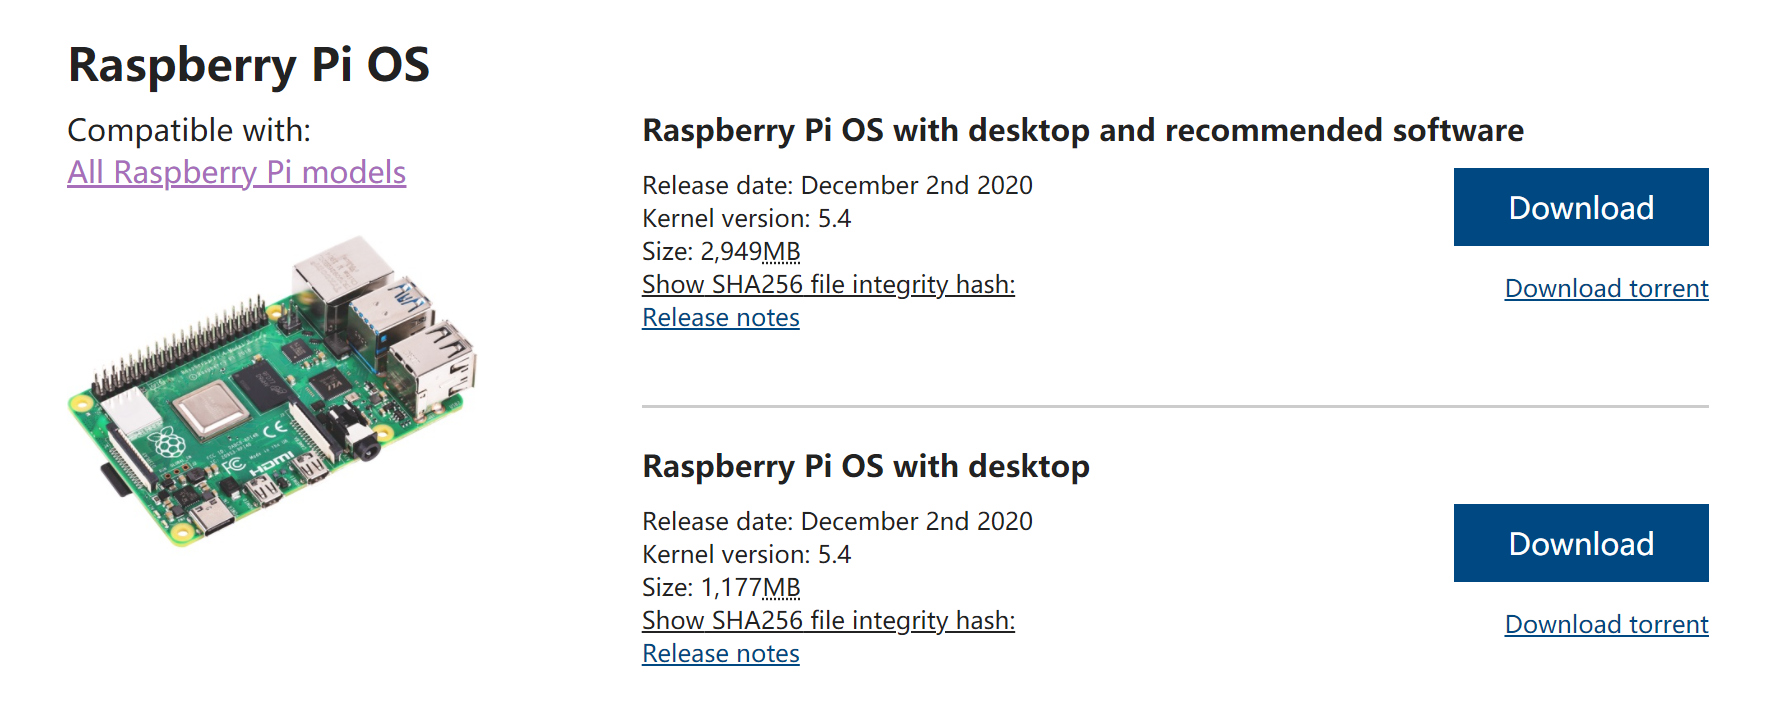 Raspberry Pi OS
Compatible with:
All Raspberry Pi models
HDMI
Raspberry Pi OS with desktop and recommended software
Release date: December 2nd 2020
Kernel version: 5.4
Size: 2,949MB
Show SHA256 file integrity hash:
Release notes
Download
Download torrent
Raspberry Pi OS with desktop
Release date: December 2nd 2020
Kernel version: 5.4
Size: 1,177MB
Show SHA256 file integrity hash:
Release notes
Download
Download torrent